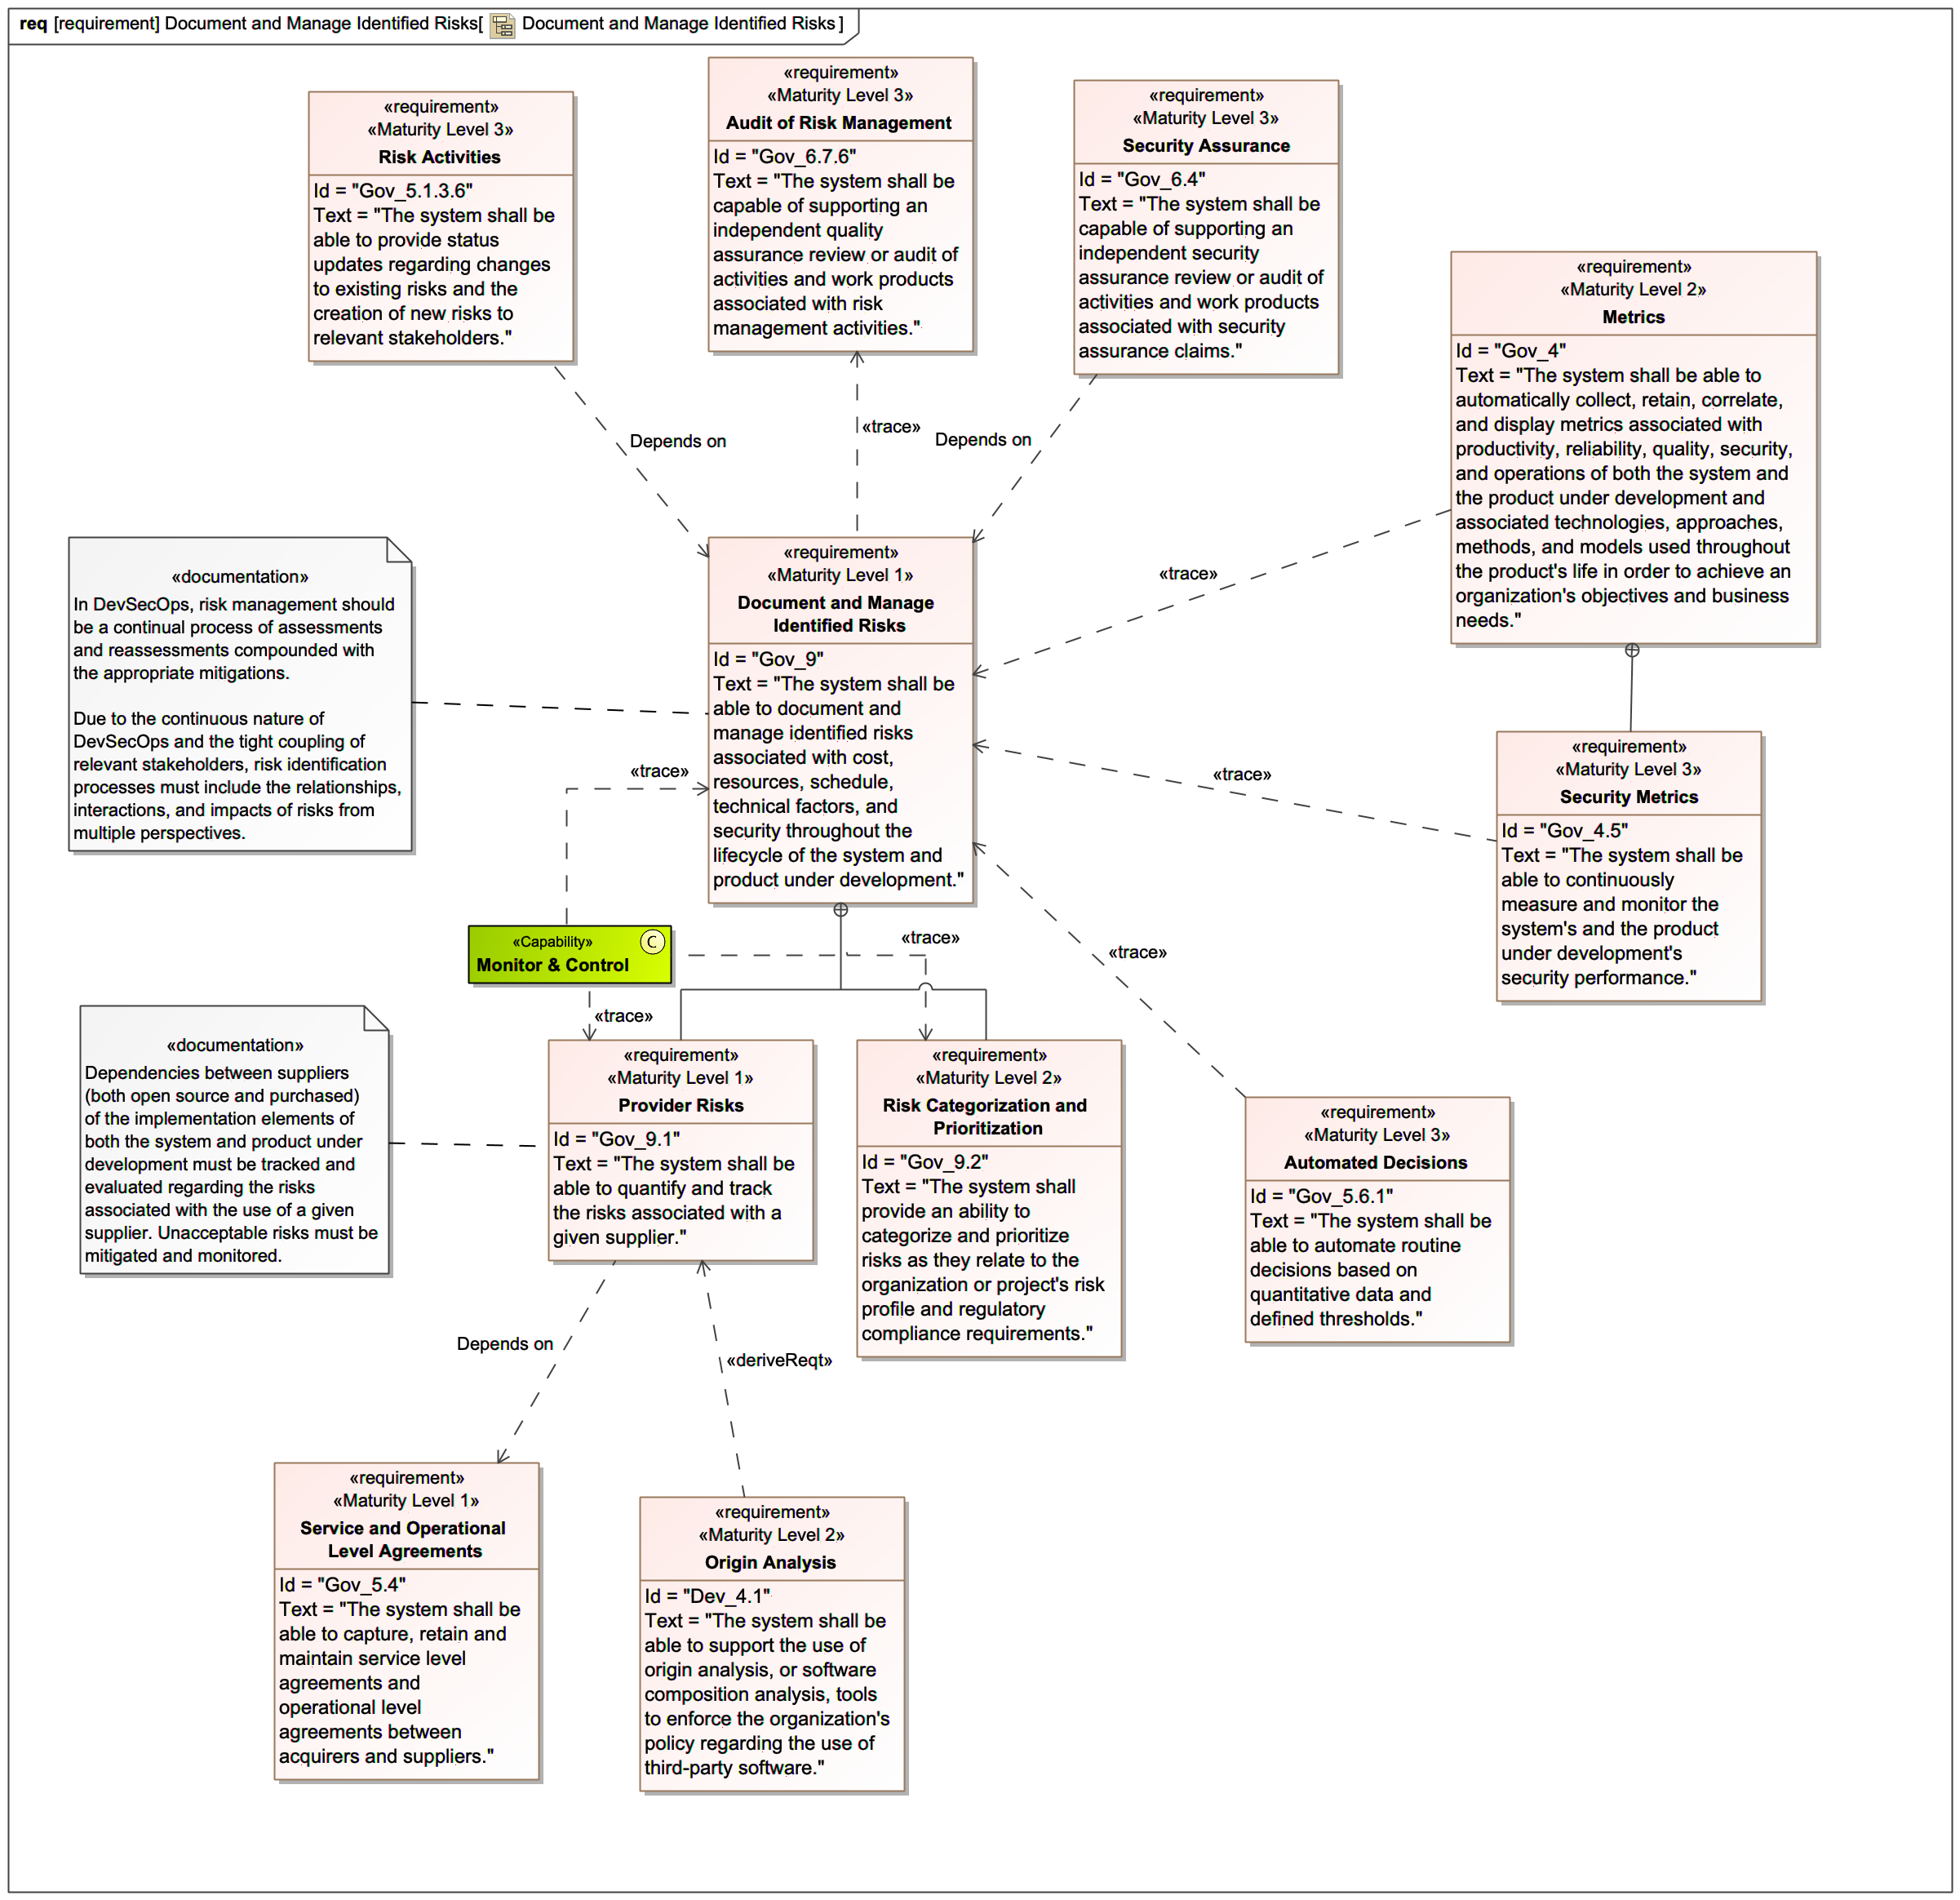 req [requirement] Document and Manage Identified Risks[ Document and Manage Identified Risks ]
«requirement»
«Maturity Level 3»
Risk Activities
Id = "Gov_5.1.3.6"
Text = "The system shall be
able to provide status
updates regarding changes
to existing risks and the
creation of new risks to
relevant stakeholders."
«requirement»
«Maturity Level 3»
Audit of Risk Management
Id = "Gov_6.7.6"
Text = "The system shall be
capable of supporting an
independent quality
assurance review or audit of
activities and work products
associated with risk
management activities."
«requirement»
«Maturity Level 3»
Security Assurance
Id = "Gov_6.4"
Text = "The system shall be
capable of supporting an
independent security
assurance review or audit of
activities and work products
associated with security
assurance claims."
«requirement»
«Maturity Level 2»
Metrics
Id = "Gov_4"
Text = "The system shall be able to
automatically collect, retain, correlate,
and display metrics associated with
productivity, reliability, quality, security,
and operations of both the system and
the product under development and
associated technologies, approaches,
methods, and models used throughout
the product's life in order to achieve an
organization's objectives and business
needs."
Depends on
«trace»
Depends on
«trace»
«documentation»
In DevSecOps, risk management should
be a continual process of assessments
and reassessments compounded with
the appropriate mitigations.
Due to the continuous nature of
DevSecOps and the tight coupling of
relevant stakeholders, risk identification
processes must include the relationships,
interactions, and impacts of risks from
multiple perspectives.
«requirement»
«Maturity Level 1»
Document and Manage
Identified Risks
Id = "Gov_9"
Text = "The system shall be
able to document and
manage identified risks
associated with cost,
resources, schedule,
technical factors, and
security throughout the
lifecycle of the system and
product under development."
«trace»
«trace»
«requirement»
«Maturity Level 3»
Security Metrics
Id = "Gov_4.5"
Text = "The system shall be
able to continuously
measure and monitor the
system's and the product
under development's
security performance."
«Capability»
C
Monitor & Control
«trace»
«trace»
«trace»
«documentation»
Dependencies between suppliers
(both open source and purchased)
of the implementation elements of
both the system and product under
development must be tracked and
evaluated regarding the risks
associated with the use of a given
supplier. Unacceptable risks must be
mitigated and monitored.
«requirement»
«Maturity Level 1»
Provider Risks
Id = "Gov_9.1"
Text = "The system shall be
able to quantify and track
the risks associated with a
given supplier."
«requirement»
«Maturity Level 2»
Risk Categorization and
Prioritization
Id = "Gov_9.2"
Text = "The system shall
provide an ability to
categorize and prioritize
risks as they relate to the
organization or project's risk
profile and regulatory
compliance requirements."
«requirement»
«Maturity Level 3»
Automated Decisions
Id = "Gov_5.6.1"
Text = "The system shall be
able to automate routine
decisions based on
quantitative data and
defined thresholds."
Depends on
«deriveReqt»
«requirement»
«Maturity Level 1»
Service and Operational
Level Agreements
Id = "Gov_5.4"
Text = "The system shall be
able to capture, retain and
maintain service level
agreements and
operational level
agreements between
acquirers and suppliers."
«requirement»
«Maturity Level 2»
Origin Analysis
Id = "Dev_4.1"
Text = "The system shall be
able to support the use of
origin analysis, or software
composition analysis, tools
to enforce the organization's
policy regarding the use of
third-party software."